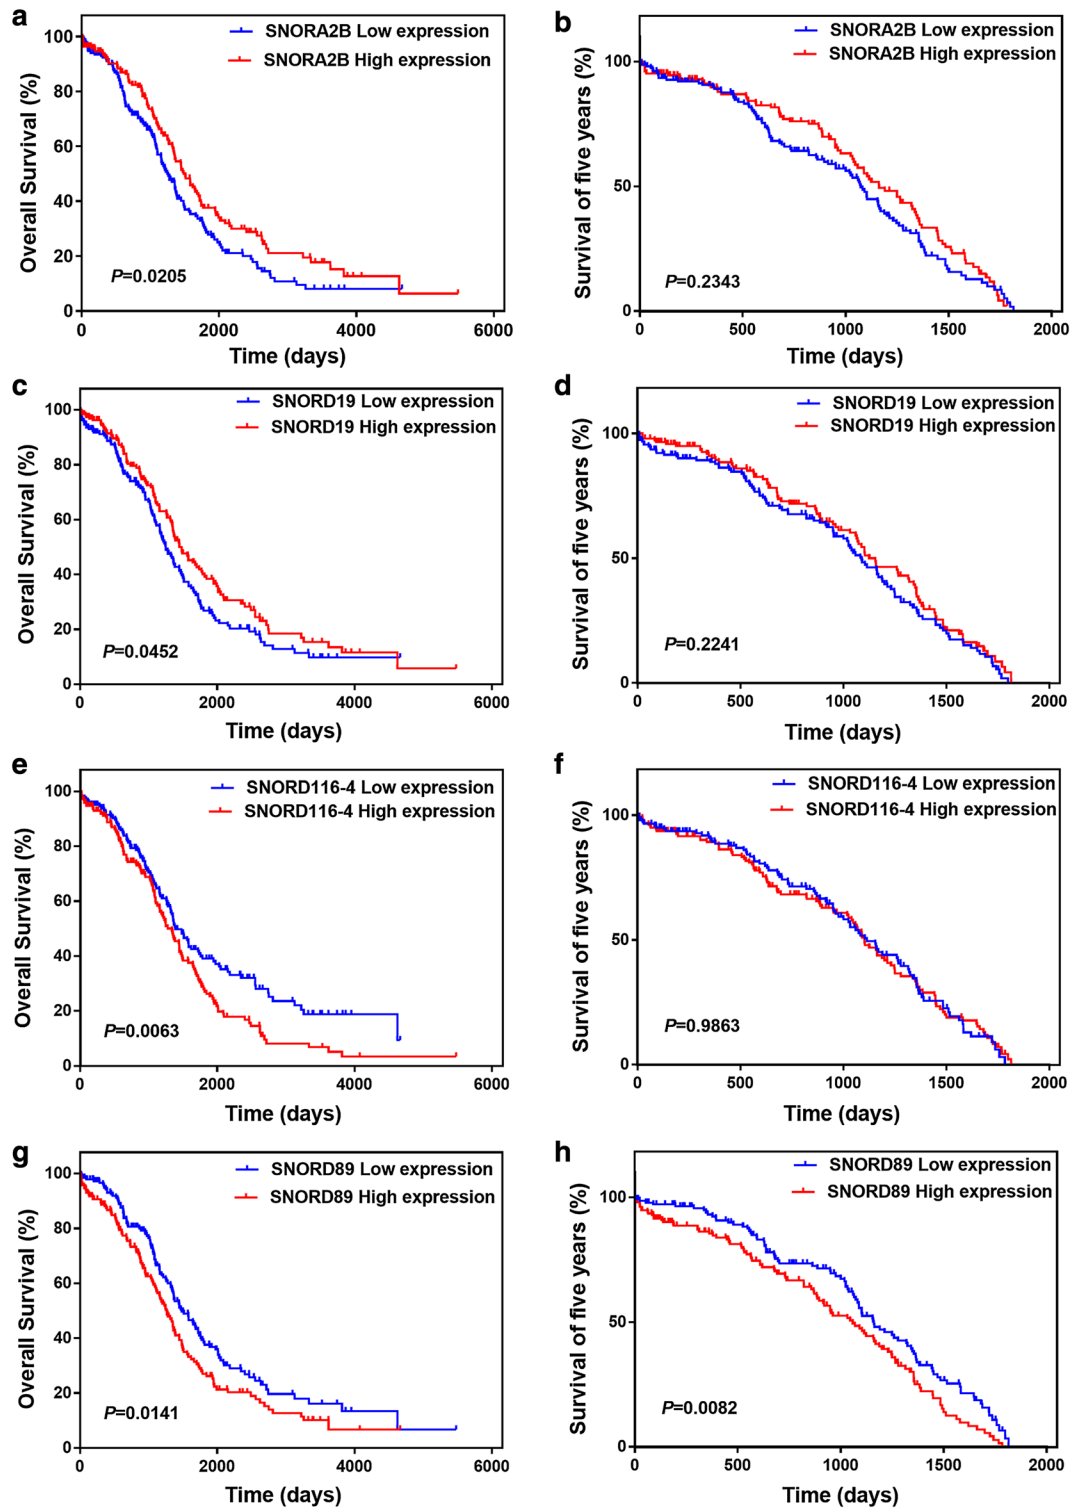 a
SNORA2B Low expression
SNORA2B High expression
Overall Survival (%)
100
80
60
40
20
0
P=0.0205
0 2000 4000 6000
Time (days)
b
SNORA2B Low expression
SNORA2B High expression
Survival of five years (%)
100
50
0
P=0.2343
0 500 1000 1500 2000
Time (days)
c
SNORD19 Low expression
SNORD19 High expression
Overall Survival (%)
100
80
60
40
20
0
P=0.0452
0 2000 4000 6000
Time (days)
d
SNORD19 Low expression
SNORD19 High expression
Survival of five years (%)
100
50
0
P=0.2241
0 500 1000 1500 2000
Time (days)
e
SNORD116-4 Low expression
SNORD116-4 High expression
Overall Survival (%)
100
80
60
40
20
0
P=0.0063
0 2000 4000 6000
Time (days)
f
SNORD116-4 Low expression
SNORD116-4 High expression
Survival of five years (%)
100
50
0
P=0.9863
0 500 1000 1500 2000
Time (days)
g
SNORD89 Low expression
SNORD89 High expression
Overall Survival (%)
100
80
60
40
20
0
P=0.0141
0 2000 4000 6000
Time (days)
h
SNORD89 Low expression
SNORD89 High expression
Survival of five years (%)
100
50
0
P=0.0082
0 500 1000 1500 2000
Time (days)